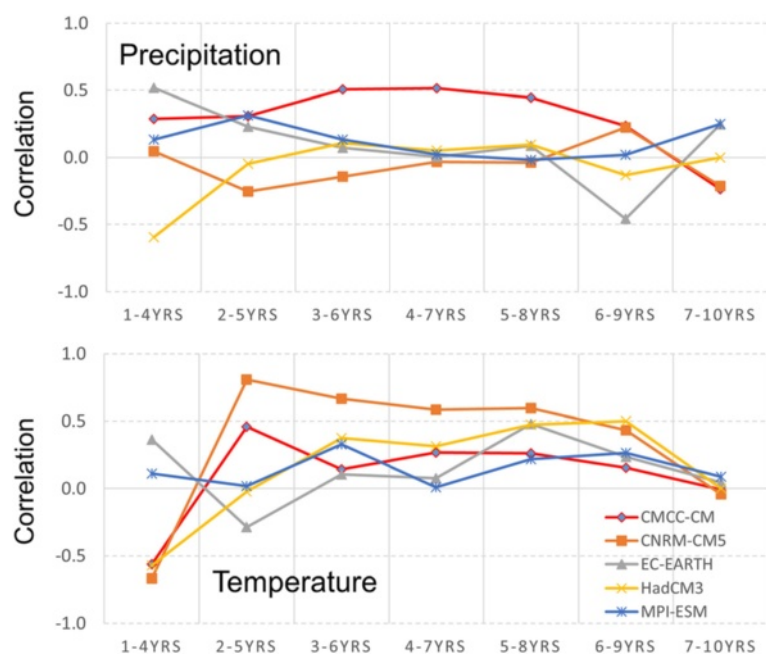 1.0
Precipitation
0.5
0.0
-0.5
-1.0
Correlation
1-4YRS 2-5YRS 3-6YRS 4-7YRS 5-8YRS 6-9YRS 7-10YRS
1.0
0.5
0.0
-0.5
-1.0
Correlation
CMCC-CM
CNRM-CM5
EC-EARTH
HadCM3
MPI-ESM
Temperature
1-4YRS 2-5YRS 3-6YRS 4-7YRS 5-8YRS 6-9YRS 7-10YRS